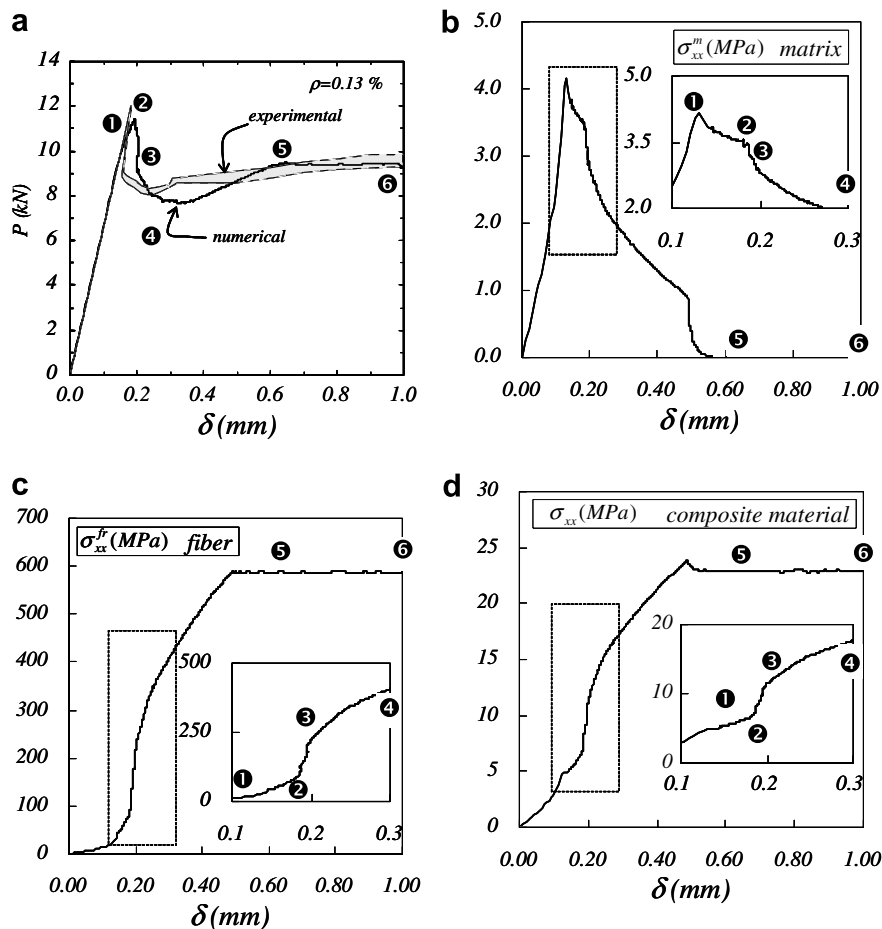 a
14
12
10
8
6
4
2
0
P (kN)
ρ=0.13 %
experimental
numerical
❶
❷
❸
❹
❺
❻
0.0 0.2 0.4 0.6 0.8 1.0
δ (mm)
b
5.0
4.0
3.0
2.0
1.0
0.0
σ^m_xx (MPa) matrix
5.0
3.5
2.0
❶
❷
❸
❹
0.1 0.2 0.3
❺
❻
0.00 0.20 0.40 0.60 0.80 1.00
δ (mm)
c
700
600
500
400
300
200
100
0
σ^fr_xx (MPa) fiber
❺
❻
500
250
0
❶
❷
❸
❹
0.1 0.2 0.3
0.00 0.20 0.40 0.60 0.80 1.00
δ (mm)
d
30
25
20
15
10
5
0
σ_xx (MPa) composite material
❺
❻
20
10
0
❶
❷
❸
❹
0.1 0.2 0.3
0.00 0.20 0.40 0.60 0.80 1.00
δ (mm)